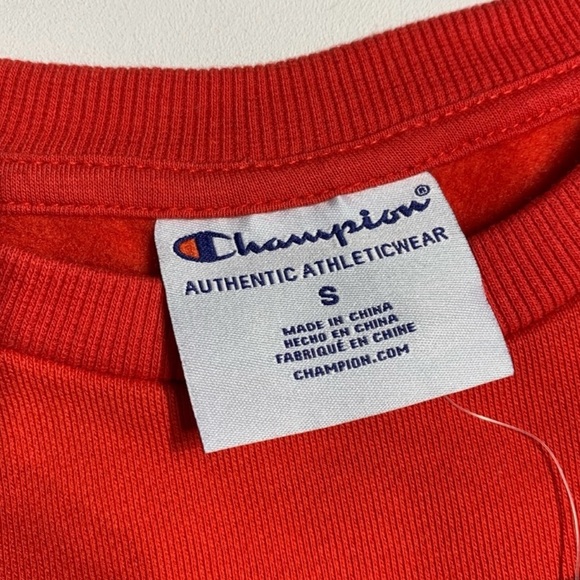 Champion®
AUTHENTIC ATHLETICWEAR
S
MADE IN CHINA
HECHO EN CHINA
FABRIQUÉ EN CHINE
CHAMPION.COM